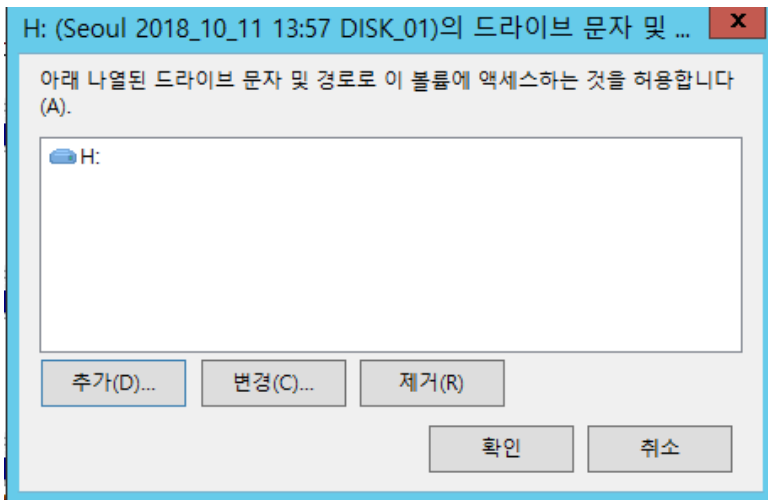 H: (Seoul 2018_10_11 13:57 DISK_01)의 드라이브 문자 및 ...
x
아래 나열된 드라이브 문자 및 경로로 이 볼륨에 액세스하는 것을 허용합니다
(A).
H:
추가(D)...
변경(C)...
제거(R)
확인
취소